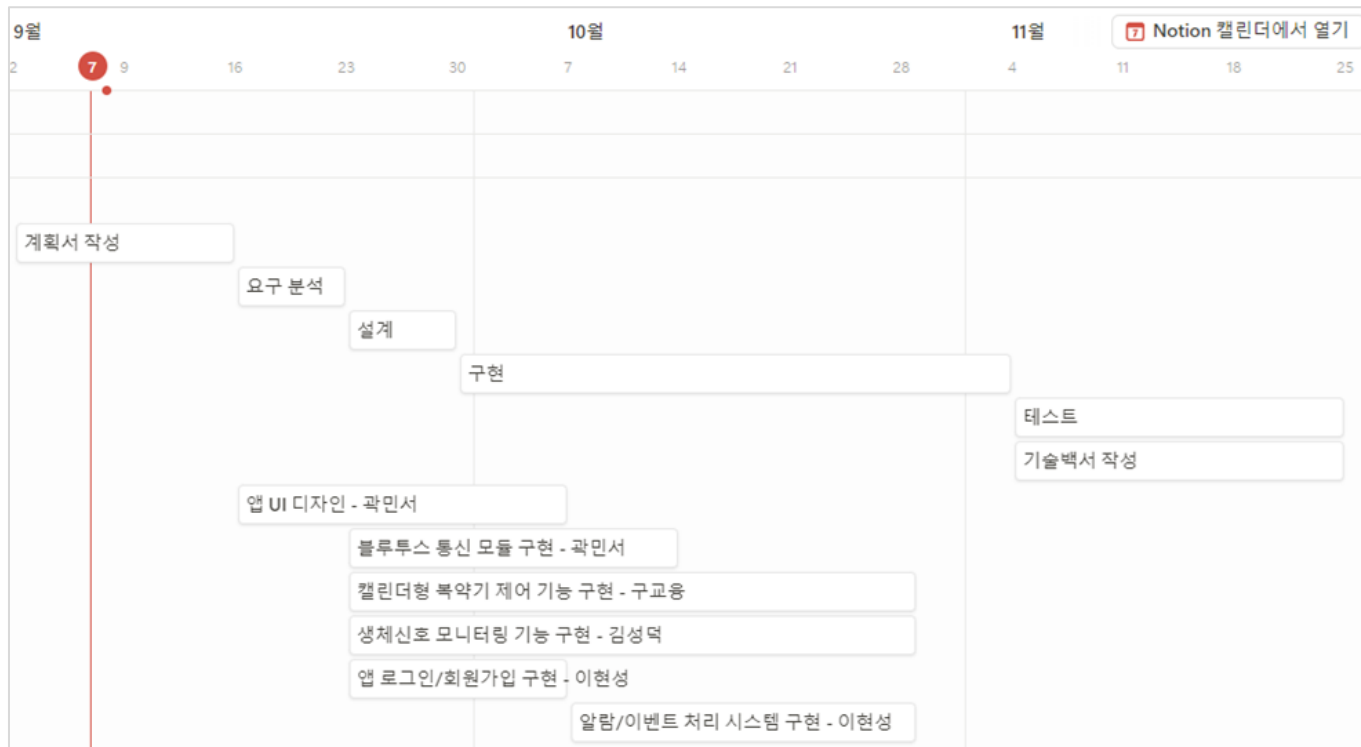 9월 10월 11월 7 Notion 캘린더에서 열기
2 7 9 16 23 30 7 14 21 28 4 11 18 25
계획서 작성
요구 분석
설계
구현
테스트
기술백서 작성
앱 UI 디자인 - 곽민서
블루투스 통신 모듈 구현 - 곽민서
캘린더형 복약기 제어 기능 구현 - 구교융
생체신호 모니터링 기능 구현 - 김성덕
앱 로그인/회원가입 구현 - 이현성
알람/이벤트 처리 시스템 구현 - 이현성